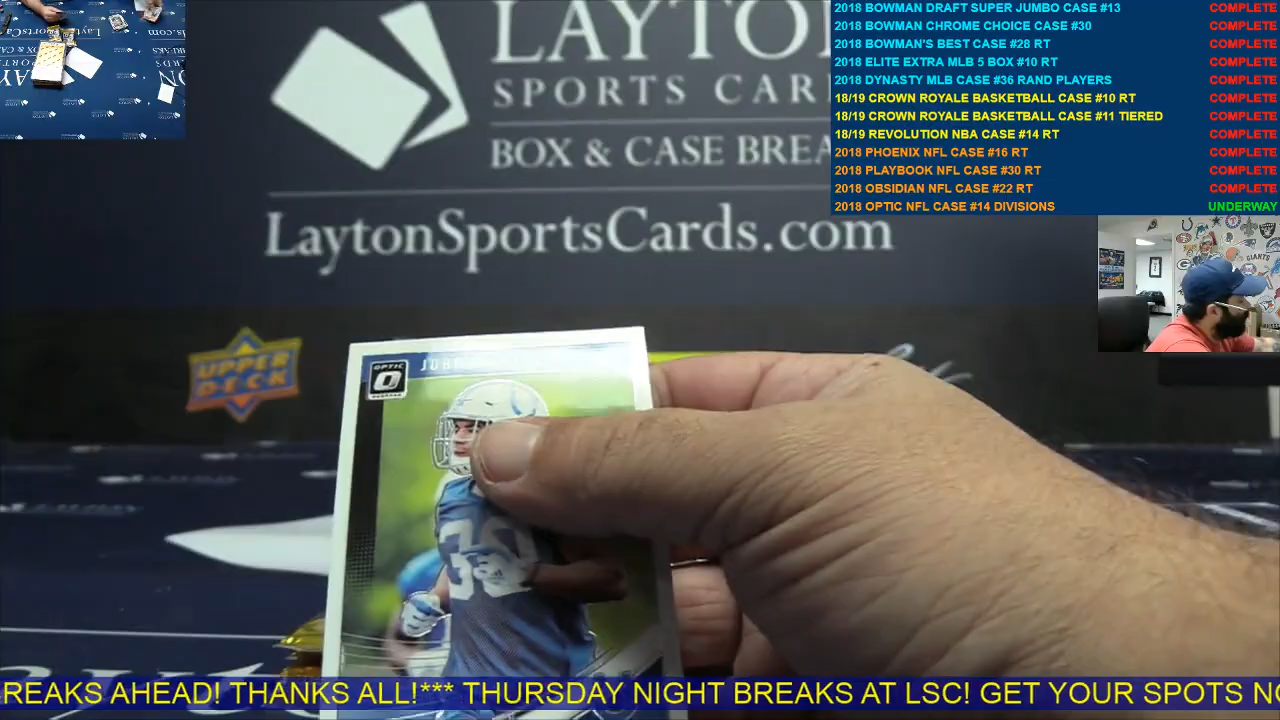 LAYTON
SPORTS CAR
BOX & CASE BREA
LaytonSportsCards.com
2018 BOWMAN DRAFT SUPER JUMBO CASE #13 COMPLETE
2018 BOWMAN CHROME CHOICE CASE #30 COMPLETE
2018 BOWMAN'S BEST CASE #28 RT COMPLETE
2018 ELITE EXTRA MLB 5 BOX #10 RT COMPLETE
2018 DYNASTY MLB CASE #36 RAND PLAYERS COMPLETE
18/19 CROWN ROYALE BASKETBALL CASE #10 RT COMPLETE
18/19 CROWN ROYALE BASKETBALL CASE #11 TIERED COMPLETE
18/19 REVOLUTION NBA CASE #14 RT COMPLETE
2018 PHOENIX NFL CASE #16 RT COMPLETE
2018 PLAYBOOK NFL CASE #30 RT COMPLETE
2018 OBSIDIAN NFL CASE #22 RT COMPLETE
2018 OPTIC NFL CASE #14 DIVISIONS UNDERWAY
GIANTS
UPPER
DECK
OPTIC
REAKS AHEAD! THANKS ALL!*** THURSDAY NIGHT BREAKS AT LSC! GET YOUR SPOTS NO